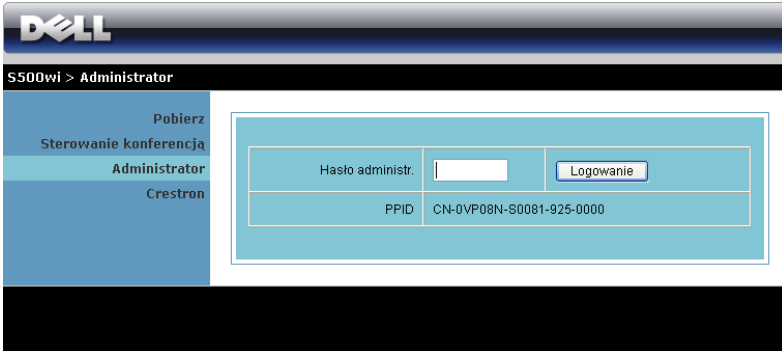 DELL
S500wi > Administrator
Pobierz
Sterowanie konferencją
Administrator
Crestron
Hasło administr.
Logowanie
PPID
CN-0VP08N-S0081-925-0000